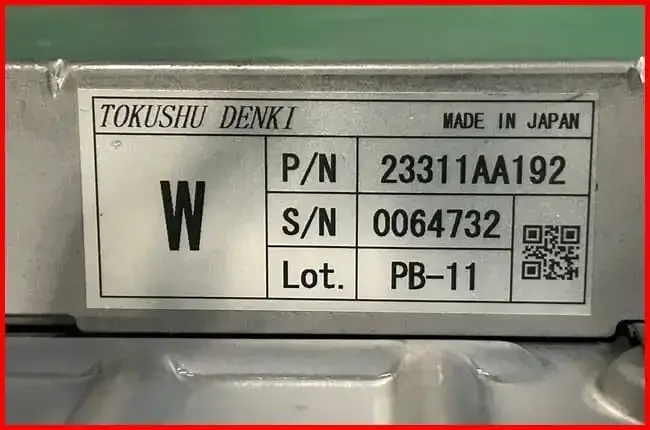 TOKUSHU DENKI MADE IN JAPAN
W
P/N 23311AA192
S/N 0064732
Lot. PB-11